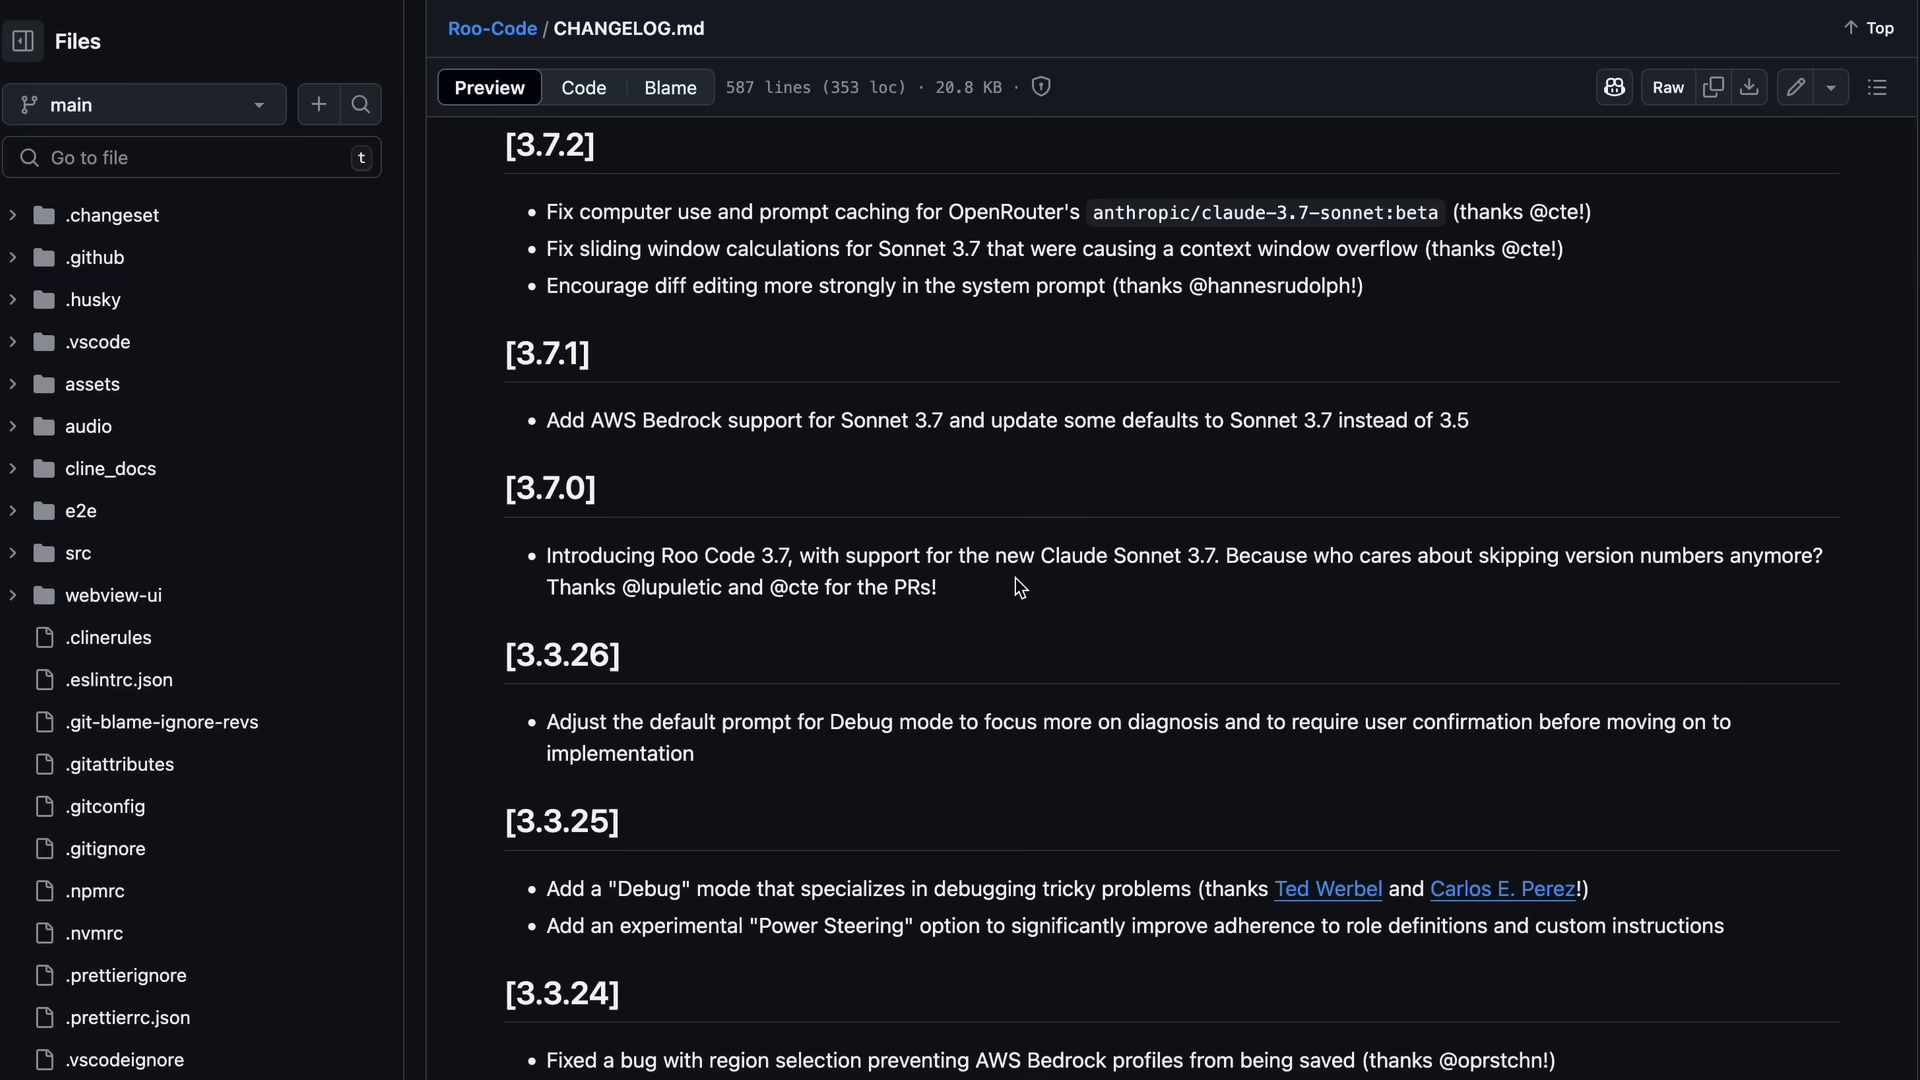 Files
main
Go to file
t
.changeset
.github
.husky
.vscode
assets
audio
cline_docs
e2e
src
webview-ui
.clinerules
.eslintrc.json
.git-blame-ignore-revs
.gitattributes
.gitconfig
.gitignore
.npmrc
.nvmrc
.prettierignore
.prettierrc.json
.vscodeignore
Roo-Code / CHANGELOG.md
Top
Preview
Code
Blame
587 lines (353 loc) · 20.8 KB ·
Raw
[3.7.2]
• Fix computer use and prompt caching for OpenRouter's anthropic/claude-3.7-sonnet:beta (thanks @cte!)
• Fix sliding window calculations for Sonnet 3.7 that were causing a context window overflow (thanks @cte!)
• Encourage diff editing more strongly in the system prompt (thanks @hannesrudolph!)
[3.7.1]
• Add AWS Bedrock support for Sonnet 3.7 and update some defaults to Sonnet 3.7 instead of 3.5
[3.7.0]
• Introducing Roo Code 3.7, with support for the new Claude Sonnet 3.7. Because who cares about skipping version numbers anymore?
Thanks @lupuletic and @cte for the PRs!
[3.3.26]
• Adjust the default prompt for Debug mode to focus more on diagnosis and to require user confirmation before moving on to
implementation
[3.3.25]
• Add a "Debug" mode that specializes in debugging tricky problems (thanks Ted Werbel and Carlos E. Perez!)
• Add an experimental "Power Steering" option to significantly improve adherence to role definitions and custom instructions
[3.3.24]
• Fixed a bug with region selection preventing AWS Bedrock profiles from being saved (thanks @oprstchn!)